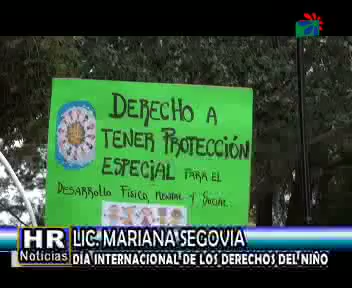 DERECHO A
TENER PROTECCIÓN
ESPECIAL PARA EL
DESARROLLO FÍSICO, MENTAL Y SOCIAL.
HR
Noticias
LIC. MARIANA SEGOVIA
DÍA INTERNACIONAL DE LOS DERECHOS DEL NIÑO